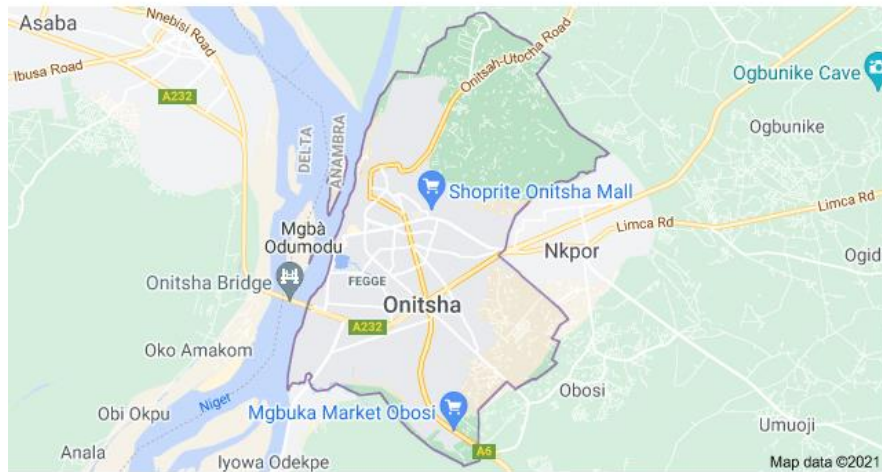 Asaba
Nnebisi Road
Ibusa Road
A232
Onitsah-Utocha Road
Ogbunike Cave
Ogbunike
DELTA
ANAMBRA
Shoprite Onitsha Mall
Limca Rd
Limca Rd
Mgbà
Odumodu
Nkpor
Ogid
Onitsha Bridge
FEGGE
Onitsha
A232
Oko Amakom
Obosi
Niger
Obi Okpu
Mgbuka Market Obosi
Umuoji
Anala
Iyowa Odekpe
A6
Map data ©2021